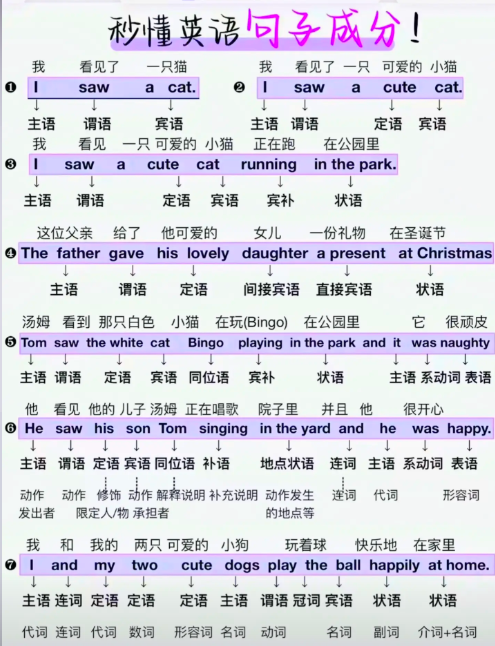 秒懂英语句子成分!
我 看见了 一只猫 我 看见了 一只 可爱的 小猫
❶ I saw a cat. ❷ I saw a cute cat.
主语 谓语 宾语 主语 谓语 定语 宾语
我 看见 一只 可爱的 小猫 正在跑 在公园里
❸ I saw a cute cat running in the park.
主语 谓语 定语 宾语 宾补 状语
这位父亲 给了 他可爱的 女儿 一份礼物 在圣诞节
❹ The father gave his lovely daughter a present at Christmas
主语 谓语 定语 间接宾语 直接宾语 状语
汤姆 看到 那只白色 小猫 在玩(Bingo) 在公园里 它 很顽皮
❺ Tom saw the white cat Bingo playing in the park and it was naughty
主语 谓语 定语 宾语 同位语 宾补 状语 主语 系动词 表语
他 看见 他的 儿子 汤姆 正在唱歌 院子里 并且 他 很开心
❻ He saw his son Tom singing in the yard and he was happy.
主语 谓语 定语 宾语 同位语 补语 地点状语 连词 主语 系动词 表语
动作 动作 修饰 动作 解释说明 补充说明 动作发生 连词 代词 形容词
发出者 限定人/物 承担者 的地点等
我 和 我的 两只 可爱的 小狗 玩着球 快乐地 在家里
❼ I and my two cute dogs play the ball happily at home.
主语 连词 定语 定语 定语 主语 谓语 冠词 宾语 状语 状语
代词 连词 代词 数词 形容词 名词 动词 名词 副词 介词+名词